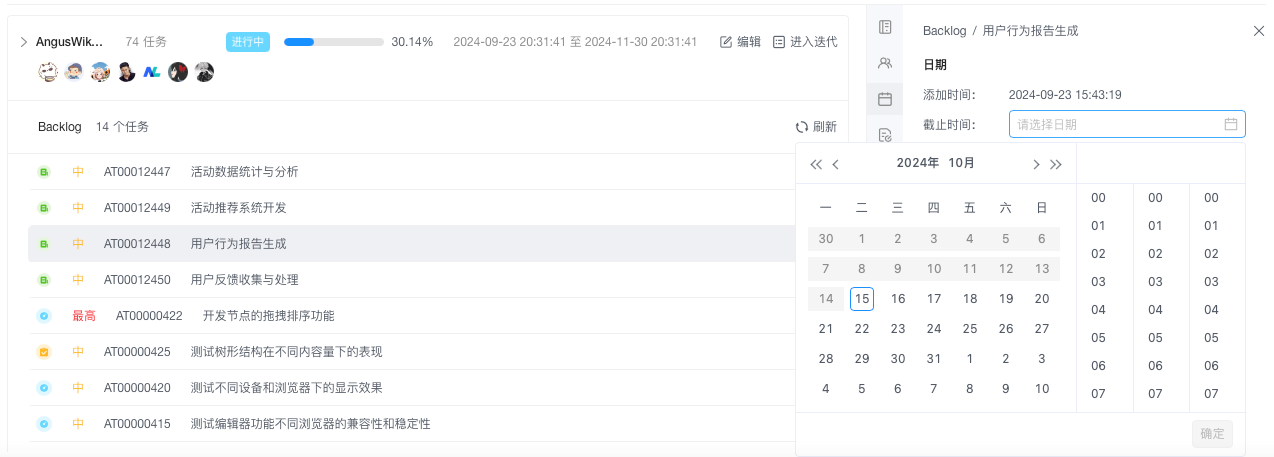 AngusWik... 74 任务 进行中 30.14% 2024-09-23 20:31:41 至 2024-11-30 20:31:41 编辑 进入迭代
Backlog 14 个任务 刷新
中 AT00012447 活动数据统计与分析
中 AT00012449 活动推荐系统开发
中 AT00012448 用户行为报告生成
中 AT00012450 用户反馈收集与处理
最高 AT00000422 开发节点的拖拽排序功能
中 AT00000425 测试树形结构在不同内容量下的表现
中 AT00000420 测试不同设备和浏览器下的显示效果
中 AT00000415 测试编辑器功能不同浏览器的兼容性和稳定性
Backlog / 用户行为报告生成
日期
添加时间: 2024-09-23 15:43:19
截止时间: 请选择日期
2024年 10月
一 二 三 四 五 六 日
30 1 2 3 4 5 6
7 8 9 10 11 12 13
14 15 16 17 18 19 20
21 22 23 24 25 26 27
28 29 30 31 1 2 3
4 5 6 7 8 9 10
00 00 00
01 01 01
02 02 02
03 03 03
04 04 04
05 05 05
06 06 06
07 07 07
确定